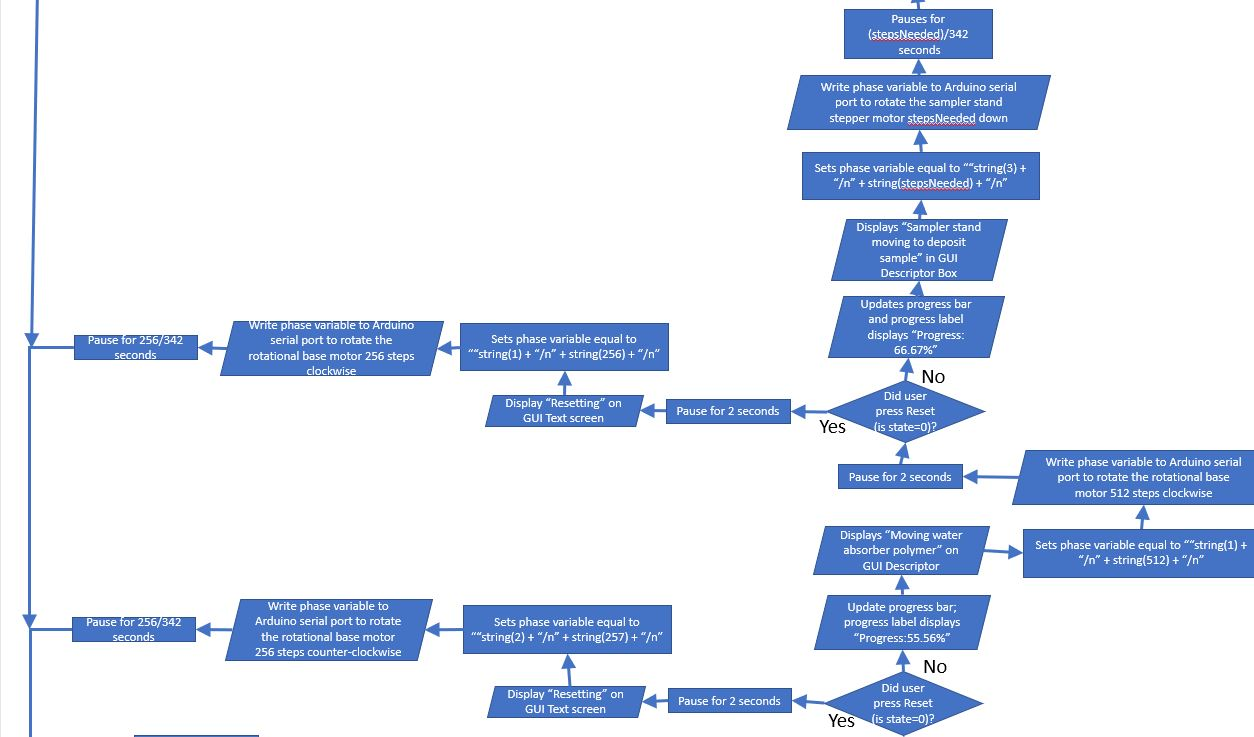 Pauses for
(stepsNeeded)/342
seconds
Write phase variable to Arduino serial
port to rotate the sampler stand
stepper motor stepsNeeded down
Sets phase variable equal to ““string(3) +
“/n” + string(stepsNeeded) + “/n”
Displays “Sampler stand
moving to deposit
sample” in GUI
Descriptor Box
Updates progress bar
and progress label
displays “Progress:
66.67%”
No
Did user
press Reset
(is state=0)?
Yes
Pause for 2 seconds
Display “Resetting” on
GUI Text screen
Sets phase variable equal to
““string(1) + “/n” + string(256) + “/n”
Write phase variable to Arduino
serial port to rotate the
rotational base motor 256 steps
clockwise
Pause for 256/342
seconds
Pause for 2 seconds
Write phase variable to Arduino serial
port to rotate the rotational base
motor 512 steps clockwise
Sets phase variable equal to ““string(1) +
“/n” + string(512) + “/n”
Displays “Moving water
absorber polymer” on
GUI Descriptor
Update progress bar;
progress label displays
“Progress:55.56%”
No
Did user
press Reset
(is state=0)?
Yes
Pause for 2 seconds
Display “Resetting” on
GUI Text screen
Sets phase variable equal to
““string(2) + “/n” + string(257) + “/n”
Write phase variable to
Arduino serial port to rotate
the rotational base motor
256 steps counter-clockwise
Pause for 256/342
seconds